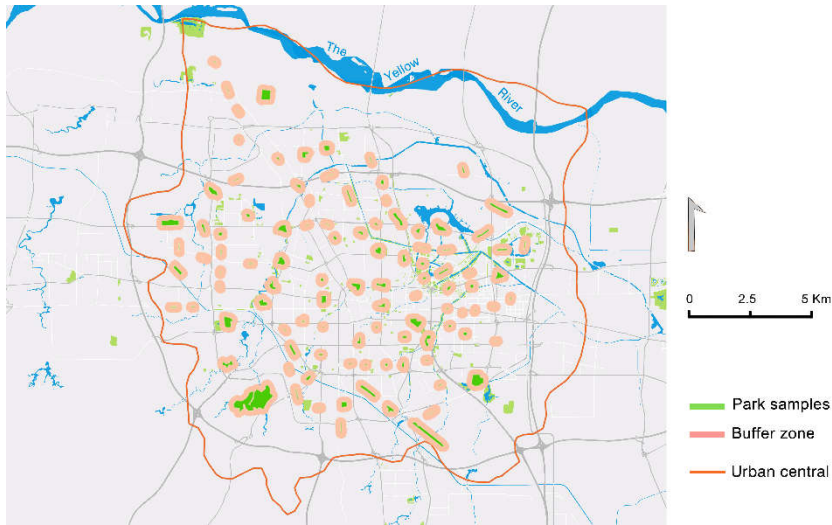 The
Yellow
River
0 2.5 5 Km
Park samples
Buffer zone
Urban central